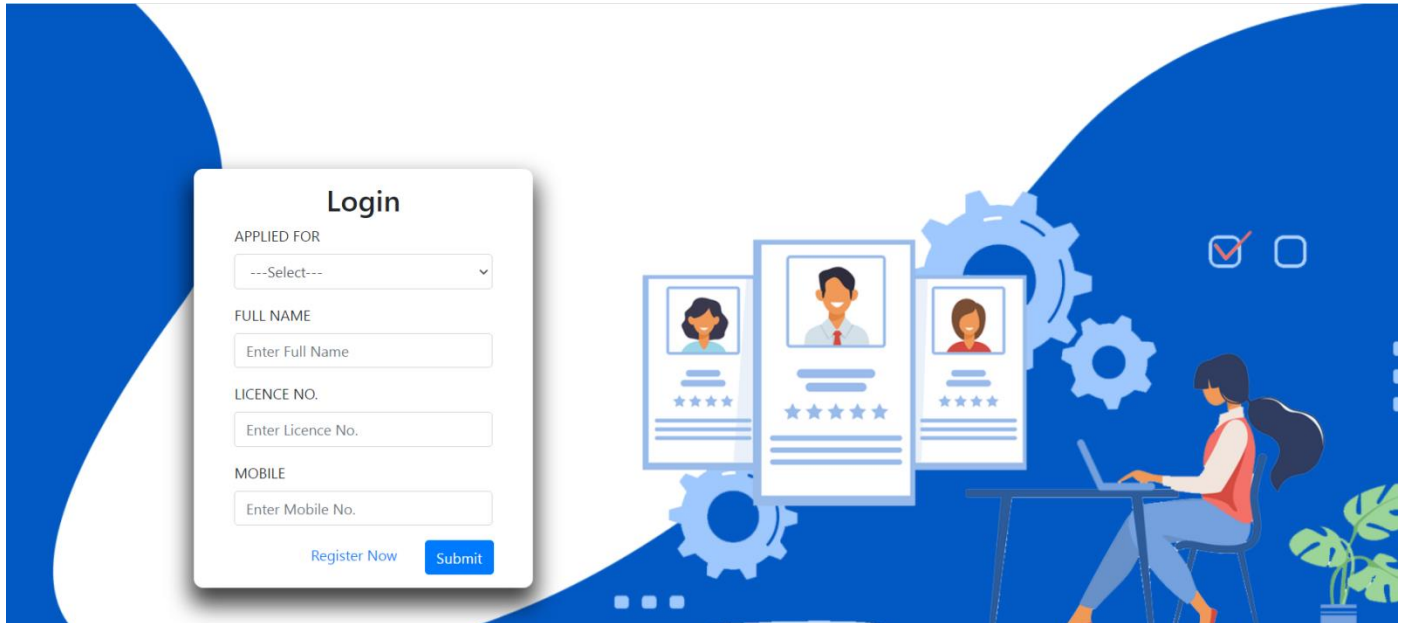 Login
APPLIED FOR
---Select---
FULL NAME
Enter Full Name
LICENCE NO.
Enter Licence No.
MOBILE
Enter Mobile No.
Register Now Submit